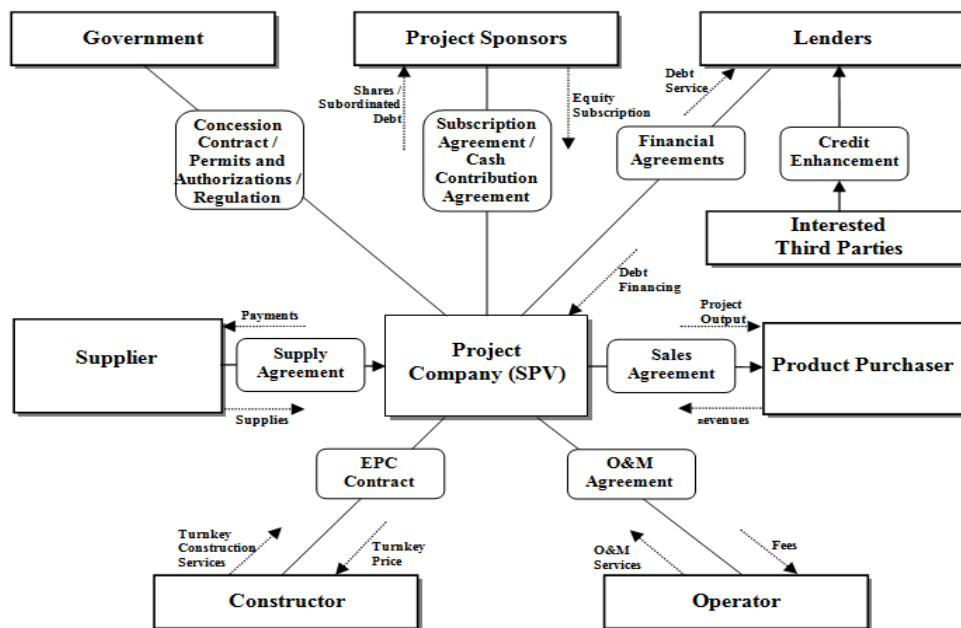 Government
Project Sponsors
Lenders
Shares /
Subordinated
Debt
Equity
Subscription
Debt
Service
Concession
Contract /
Permits and
Authorizations /
Regulation
Subscription
Agreement /
Cash
Contribution
Agreement
Financial
Agreements
Credit
Enhancement
Interested
Third Parties
Debt
Financing
Payments
Project
Output
Supplier
Supply
Agreement
Project
Company (SPV)
Sales
Agreement
Product Purchaser
Supplies
Revenues
EPC
Contract
O&M
Agreement
Turnkey
Construction
Services
Turnkey
Price
O&M
Services
Fees
Constructor
Operator